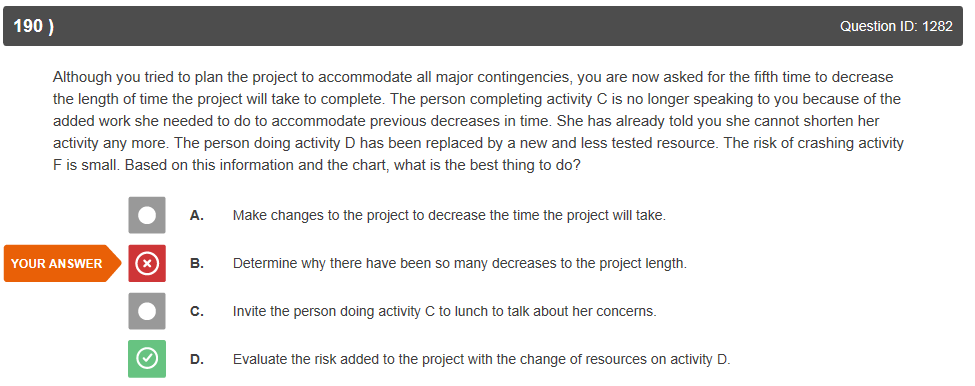 190 ) Question ID: 1282
Although you tried to plan the project to accommodate all major contingencies, you are now asked for the fifth time to decrease
the length of time the project will take to complete. The person completing activity C is no longer speaking to you because of the
added work she needed to do to accommodate previous decreases in time. She has already told you she cannot shorten her
activity any more. The person doing activity D has been replaced by a new and less tested resource. The risk of crashing activity
F is small. Based on this information and the chart, what is the best thing to do?
A. Make changes to the project to decrease the time the project will take.
YOUR ANSWER B. Determine why there have been so many decreases to the project length.
C. Invite the person doing activity C to lunch to talk about her concerns.
D. Evaluate the risk added to the project with the change of resources on activity D.